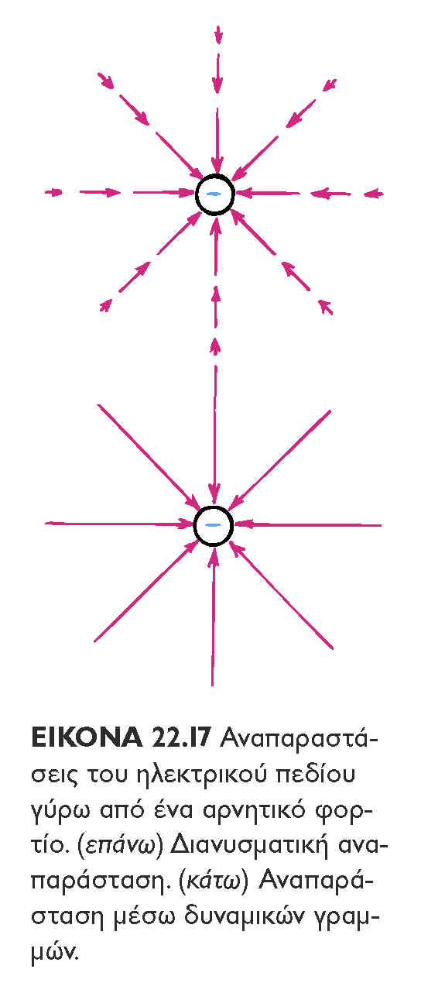 -
-
ΕΙΚΟΝΑ 22.17 Αναπαραστά-
σεις του ηλεκτρικού πεδίου
γύρω από ένα αρνητικό φορ-
τίο. (επάνω) Διανυσματική ανα-
παράσταση. (κάτω) Αναπαρά-
σταση μέσω δυναμικών γραμ-
μών.